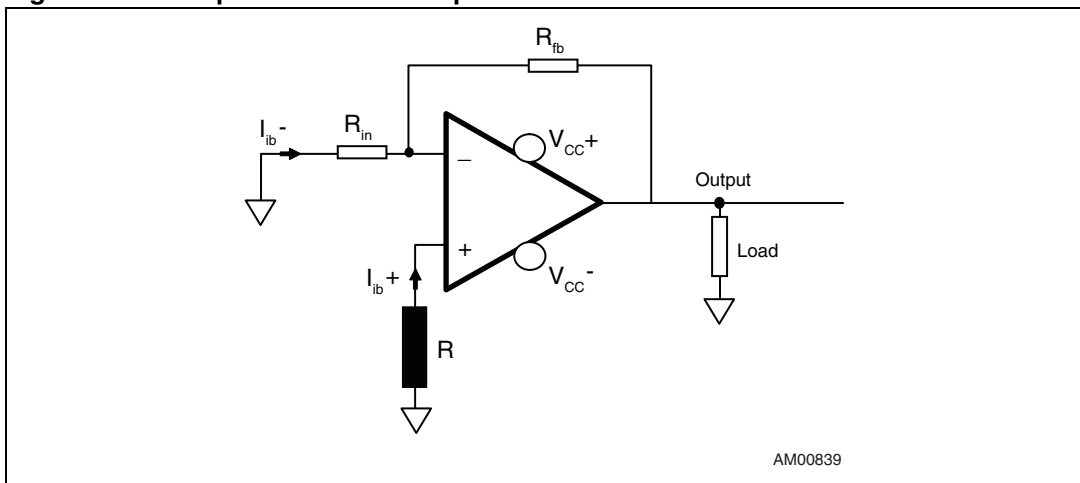 R_fb
I_ib-
R_in
V_CC+
–
Output
+
Load
I_ib+
V_CC-
R
AM00839